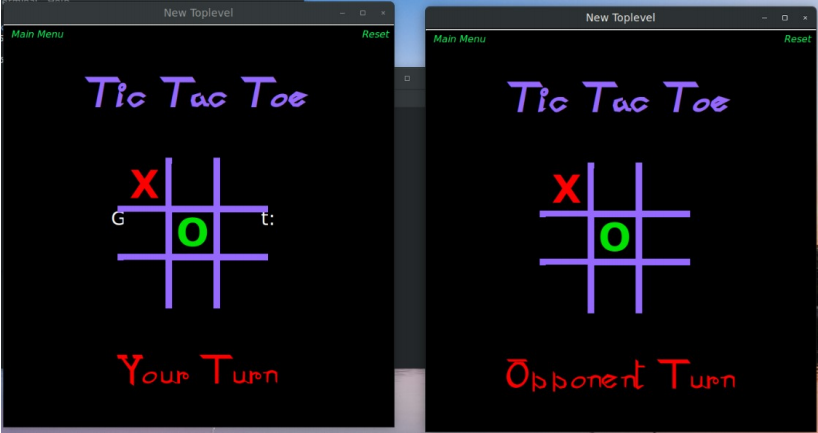 New Toplevel
Main Menu
Reset
Tic Tac Toe
X
G
t:
O
Your Turn
New Toplevel
Main Menu
Reset
Tic Tac Toe
X
O
Opponent Turn